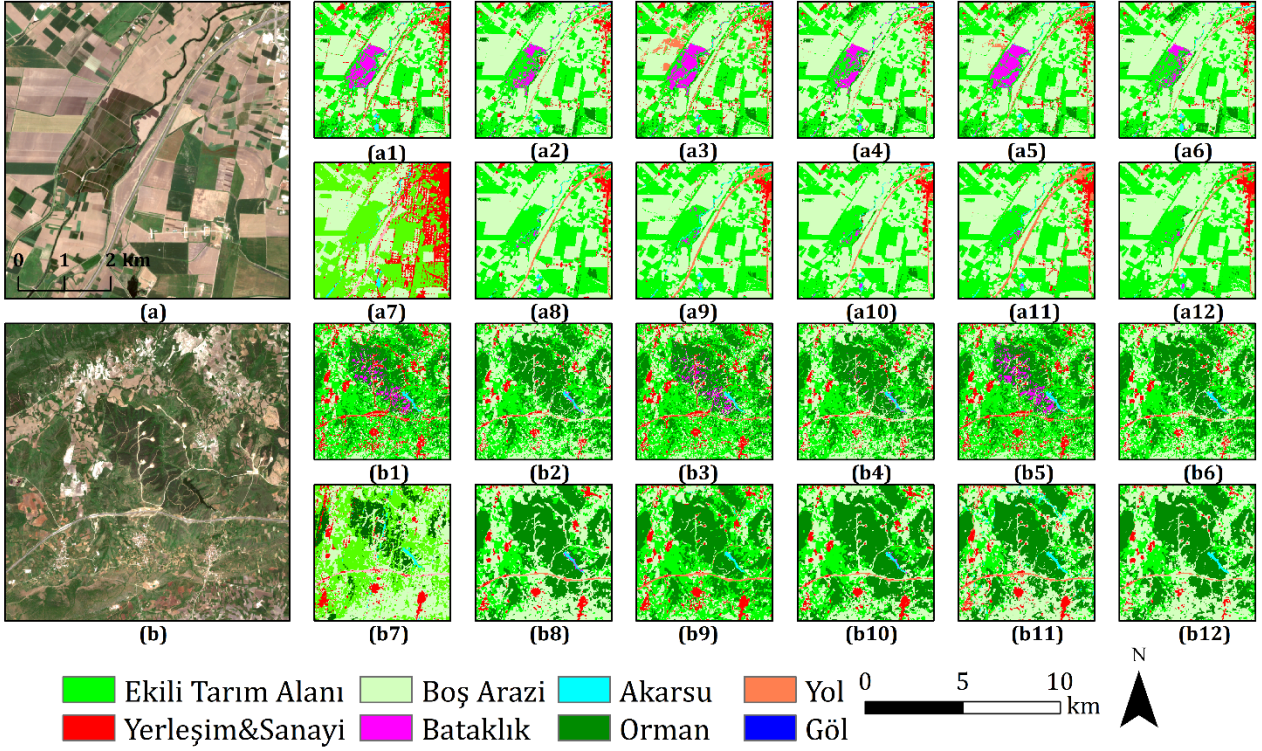 0 1 2 km
(a)
(a1) (a2) (a3) (a4) (a5) (a6)
(a7) (a8) (a9) (a10) (a11) (a12)
(b)
(b1) (b2) (b3) (b4) (b5) (b6)
(b7) (b8) (b9) (b10) (b11) (b12)
Ekili Tarım Alanı Boş Arazi Akarsu Yol
Yerleşim&Sanayi Bataklık Orman Göl
0 5 10
km
N